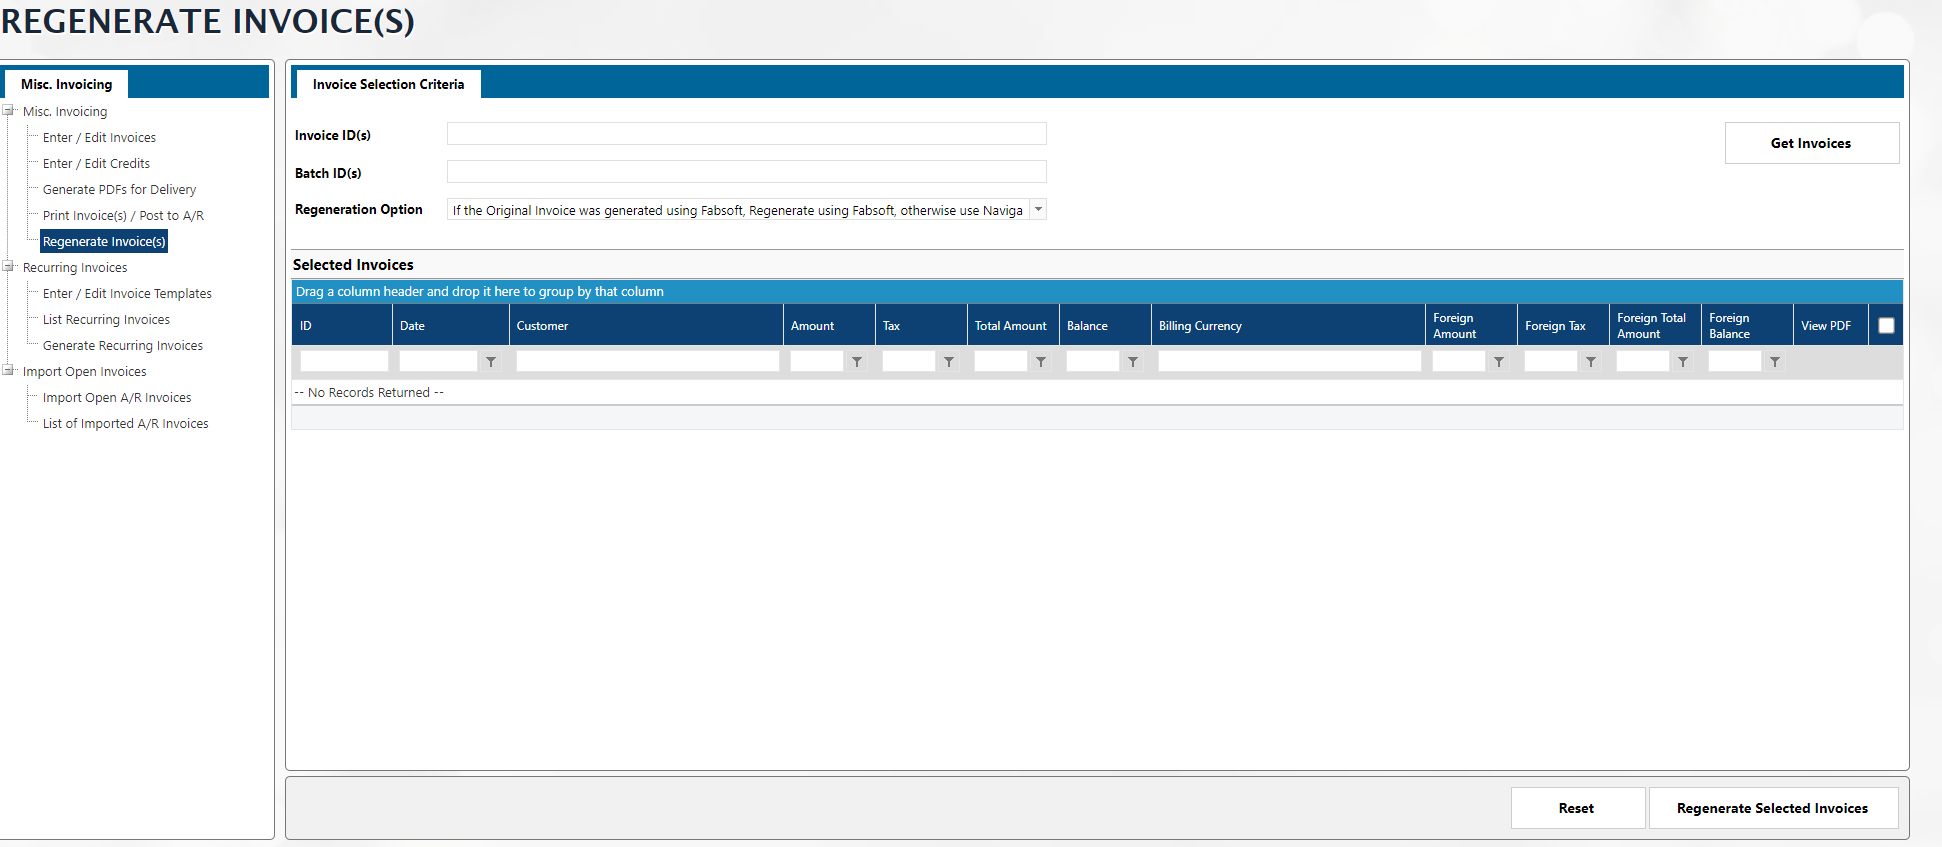 REGENERATE INVOICE(S)
Misc. Invoicing
Misc. Invoicing
Enter / Edit Invoices
Enter / Edit Credits
Generate PDFs for Delivery
Print Invoice(s) / Post to A/R
Regenerate Invoice(s)
Recurring Invoices
Enter / Edit Invoice Templates
List Recurring Invoices
Generate Recurring Invoices
Import Open Invoices
Import Open A/R Invoices
List of Imported A/R Invoices
Invoice Selection Criteria
Invoice ID(s)
Get Invoices
Batch ID(s)
Regeneration Option If the Original Invoice was generated using Fabsoft, Regenerate using Fabsoft, otherwise use Naviga
Selected Invoices
Drag a column header and drop it here to group by that column
ID Date Customer Amount Tax Total Amount Balance Billing Currency Foreign Amount Foreign Tax Foreign Total Amount Foreign Balance View PDF
-- No Records Returned --
Reset Regenerate Selected Invoices